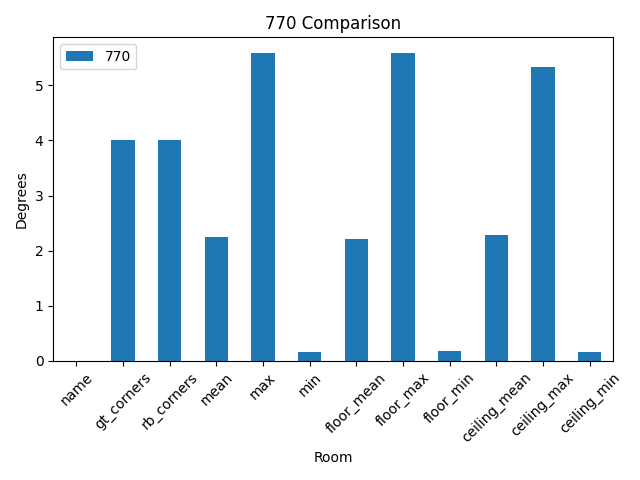 770 Comparison
770
Degrees
5
4
3
2
1
0
name
gt_corners
rb_corners
mean
max
min
floor_mean
floor_max
floor_min
ceiling_mean
ceiling_max
ceiling_min
Room